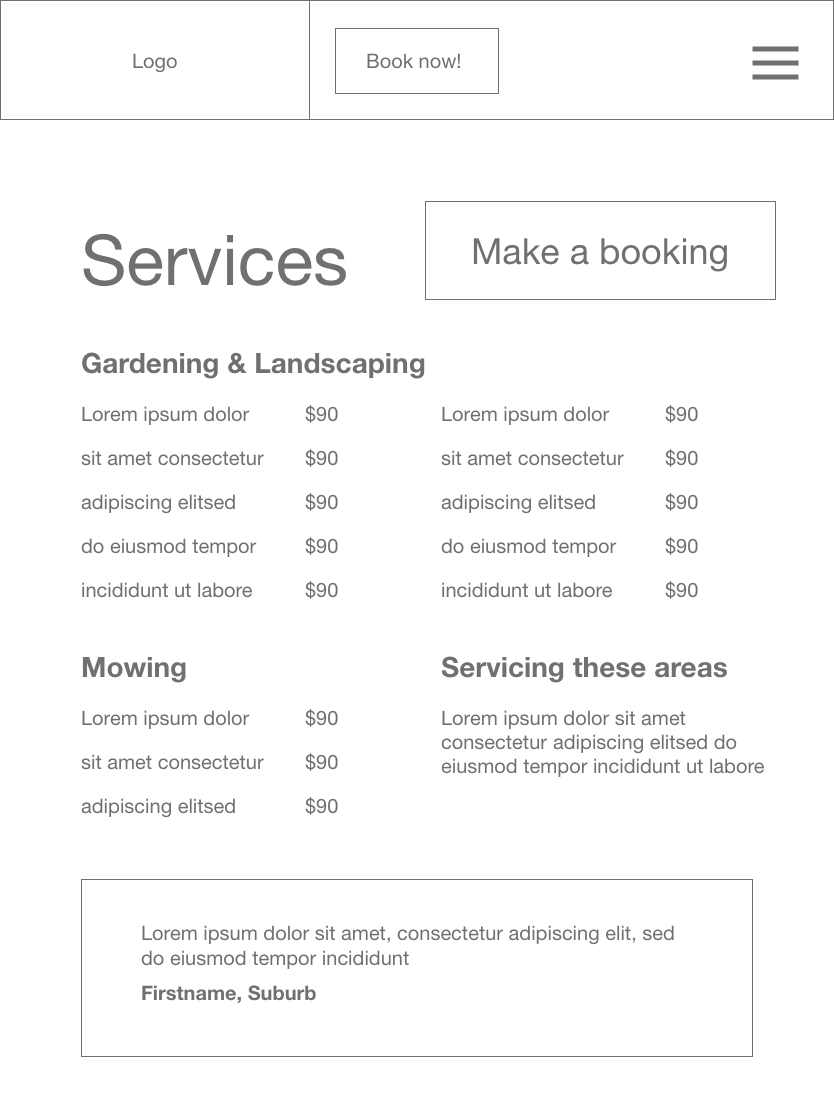 Logo
Book now!
Services
Make a booking
Gardening & Landscaping
Lorem ipsum dolor $90
sit amet consectetur $90
adipiscing elitsed $90
do eiusmod tempor $90
incididunt ut labore $90
Lorem ipsum dolor $90
sit amet consectetur $90
adipiscing elitsed $90
do eiusmod tempor $90
incididunt ut labore $90
Mowing
Lorem ipsum dolor $90
sit amet consectetur $90
adipiscing elitsed $90
Servicing these areas
Lorem ipsum dolor sit amet
consectetur adipiscing elitsed do
eiusmod tempor incididunt ut labore
Lorem ipsum dolor sit amet, consectetur adipiscing elit, sed
do eiusmod tempor incididunt
Firstname, Suburb